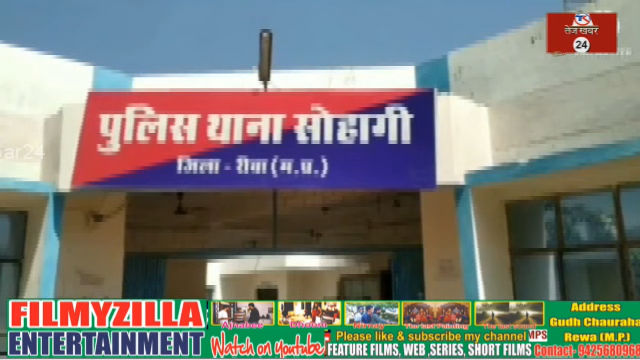 तेज खबर
24
पुलिस थाना सोहागी
जिला - रीवा (म.प्र.)
FILMYZILLA
ENTERTAINMENT
Watch on youtube
Please like & subscribe my channel
FEATURE FILMS, WEB ,SERIES, SHORT FILMS
MPS
Address
Gudh Chauraha
Rewa (M.P.)